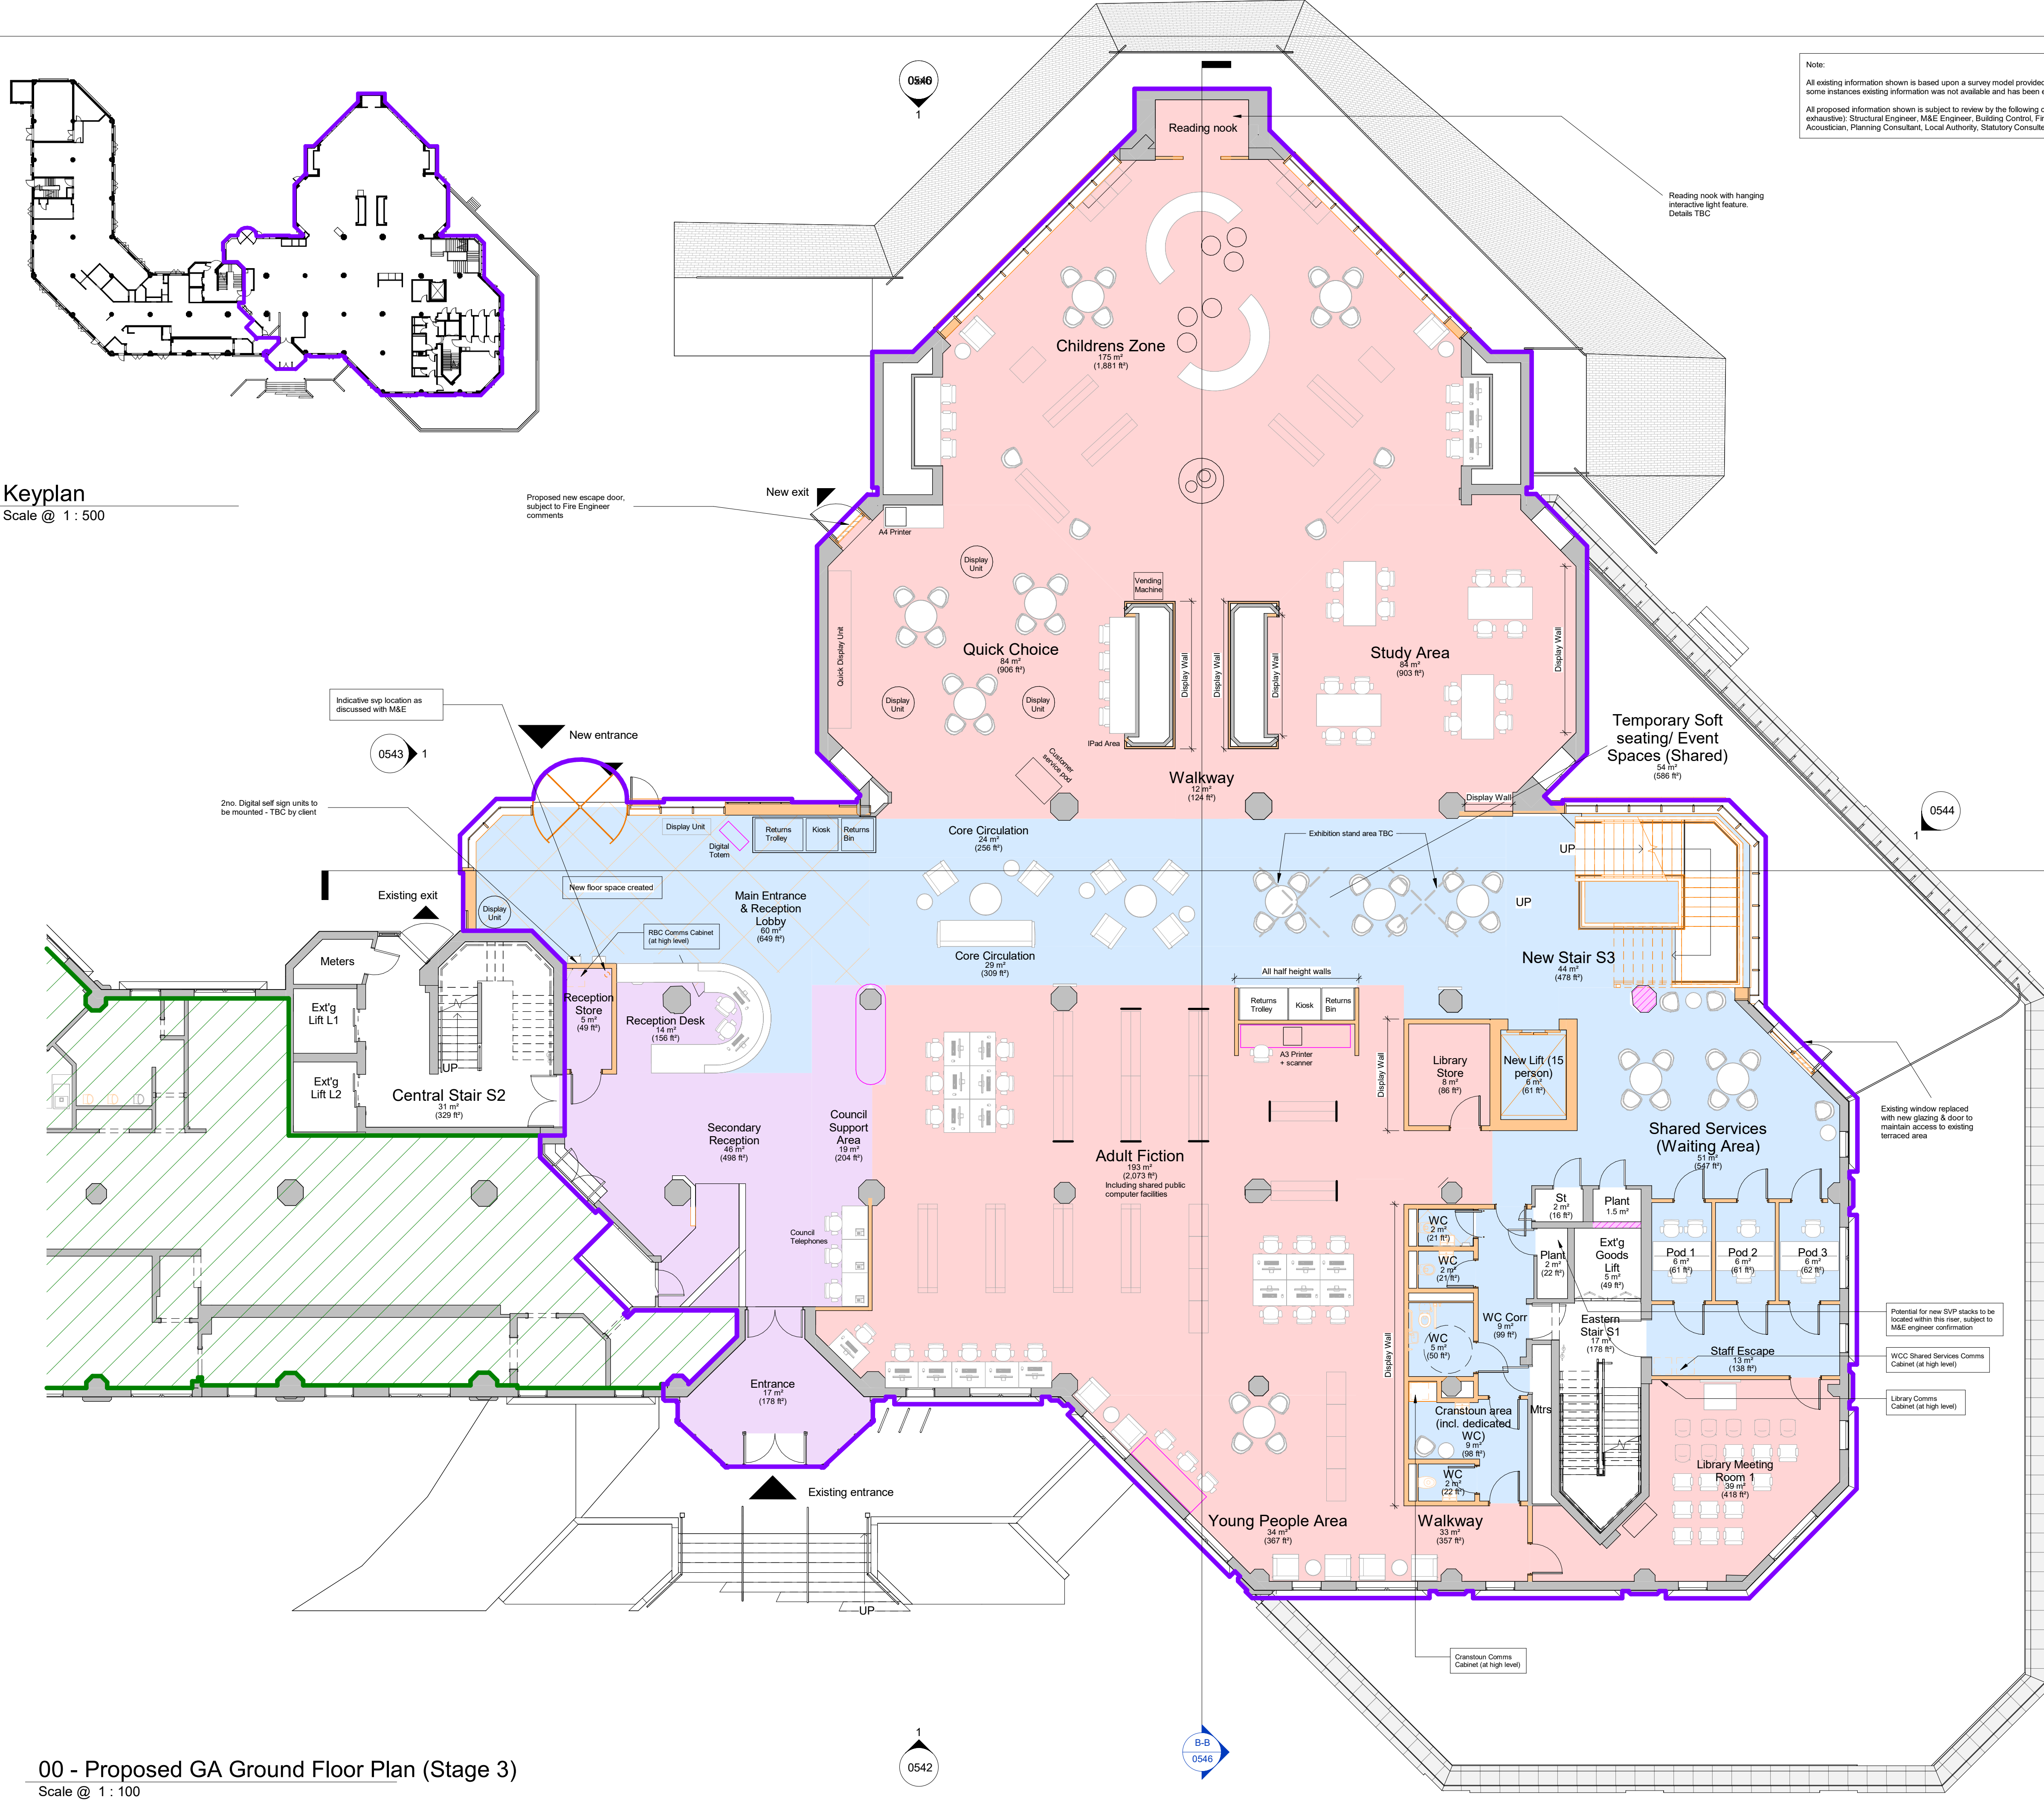 Note:
All existing information shown is based upon a survey model provided
some instances existing information was not available and has been
All proposed information shown is subject to review by the following
exhaustive): Structural Engineer, M&E Engineer, Building Control,
Acoustician, Planning Consultant, Local Authority, Statutory
Keyplan
Scale @ 1 : 500
1
Reading nook
Reading nook with hanging
interactive light feature.
Details TBC
Childrens Zone
175 m²
(1,881 ft²)
Proposed new escape door,
subject to Fire Engineer
comments
New exit
A4 Printer
Display
Unit
Vending
Machine
Quick Display Unit
Quick Choice
84 m²
(906 ft²)
Display
Unit
Display
Unit
IPad Area
Display Wall
Display Wall
Display Wall
Study Area
84 m²
(903 ft²)
Display Wall
Customer
service pod
Walkway
12 m²
(124 ft²)
Display Wall
Temporary Soft
seating/ Event
Spaces (Shared)
54 m²
(586 ft²)
Indicative svp location as
discussed with M&E
New entrance
0543
1
2no. Digital self sign units to
be mounted - TBC by client
Display Unit
Digital
Totem
Returns
Trolley
Kiosk
Returns
Bin
Core Circulation
24 m²
(256 ft²)
Exhibition stand area TBC
UP
0544
1
Existing exit
Display
Unit
New floor space created
Main Entrance
& Reception
Lobby
60 m²
(649 ft²)
RBC Comms Cabinet
(at high level)
Core Circulation
29 m²
(309 ft²)
UP
New Stair S3
44 m²
(478 ft²)
Meters
Ext'g
Lift L1
Ext'g
Lift L2
UP
Central Stair S2
31 m²
(329 ft²)
Reception
Store
5 m²
(49 ft²)
Reception Desk
14 m²
(156 ft²)
All half height walls
Returns
Trolley
Kiosk
Returns
Bin
A3 Printer
+ scanner
Display Wall
Library
Store
8 m²
(86 ft²)
New Lift (15
person)
6 m²
(61 ft²)
Existing window replaced
with new glazing & door to
maintain access to existing
terraced area
Secondary
Reception
46 m²
(498 ft²)
Council
Support
Area
19 m²
(204 ft²)
Adult Fiction
193 m²
(2,073 ft²)
Including shared public
computer facilities
Shared Services
(Waiting Area)
51 m²
(547 ft²)
Council
Telephones
WC
2 m²
(21 ft²)
WC
2 m²
(21 ft²)
WC
5 m²
(50 ft²)
WC Corr
9 m²
(99 ft²)
St
2 m²
(16 ft²)
Plant
1.5 m²
Plant
2 m²
(22 ft²)
Ext'g
Goods
Lift
5 m²
(49 ft²)
Pod 1
6 m²
(61 ft²)
Pod 2
6 m²
(61 ft²)
Pod 3
6 m²
(62 ft²)
Display Wall
Eastern
Stair S1
17 m²
(178 ft²)
Staff Escape
13 m²
(138 ft²)
Potential for new SVP stacks to be
located within this riser, subject to
M&E engineer confirmation
WCC Shared Services Comms
Cabinet (at high level)
Library Comms
Cabinet (at high level)
Entrance
17 m²
(178 ft²)
Cranstoun area
(incl. dedicated
WC)
9 m²
(98 ft²)
Mtrs
WC
2 m²
(22 ft²)
Library Meeting
Room 1
39 m²
(418 ft²)
Existing entrance
Young People Area
34 m²
(367 ft²)
Walkway
33 m²
(357 ft²)
UP
Cranstoun Comms
Cabinet (at high level)
1
0542
B-B
0546
00 - Proposed GA Ground Floor Plan (Stage 3)
Scale @ 1 : 100